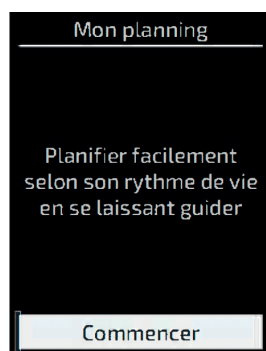 Mon planning
Planifier facilement
selon son rythme de vie
en se laissant guider
Commencer